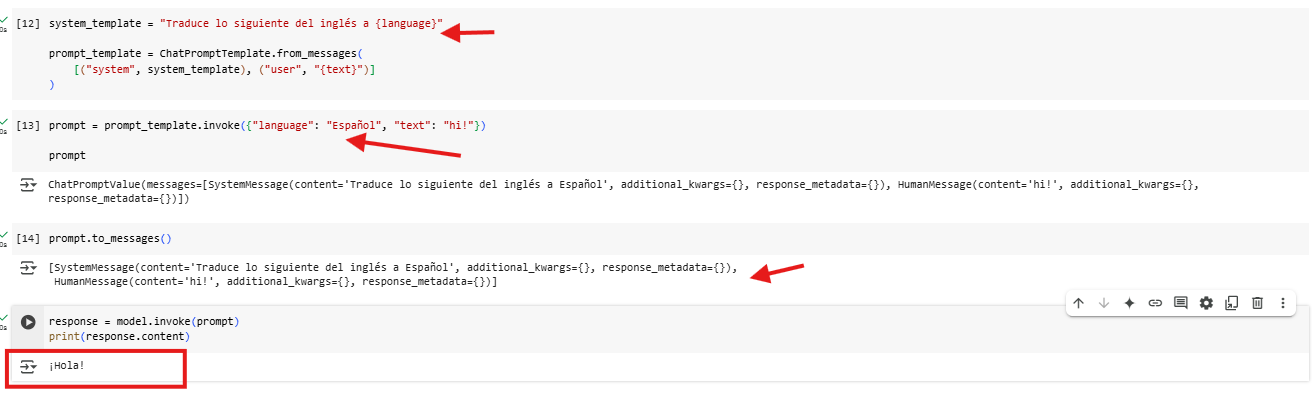 [12] system_template = "Traduce lo siguiente del inglés a {language}"
prompt_template = ChatPromptTemplate.from_messages(
[("system", system_template), ("user", "{text}")]
)
[13] prompt = prompt_template.invoke({"language": "Español", "text": "hi!"})
prompt
ChatPromptValue(messages=[SystemMessage(content='Traduce lo siguiente del inglés a Español', additional_kwargs={}, response_metadata={}), HumanMessage(content='hi!', additional_kwargs={},
response_metadata={})])
[14] prompt.to_messages()
[SystemMessage(content='Traduce lo siguiente del inglés a Español', additional_kwargs={}, response_metadata={}),
HumanMessage(content='hi!', additional_kwargs={}, response_metadata={})]
response = model.invoke(prompt)
print(response.content)
¡Hola!